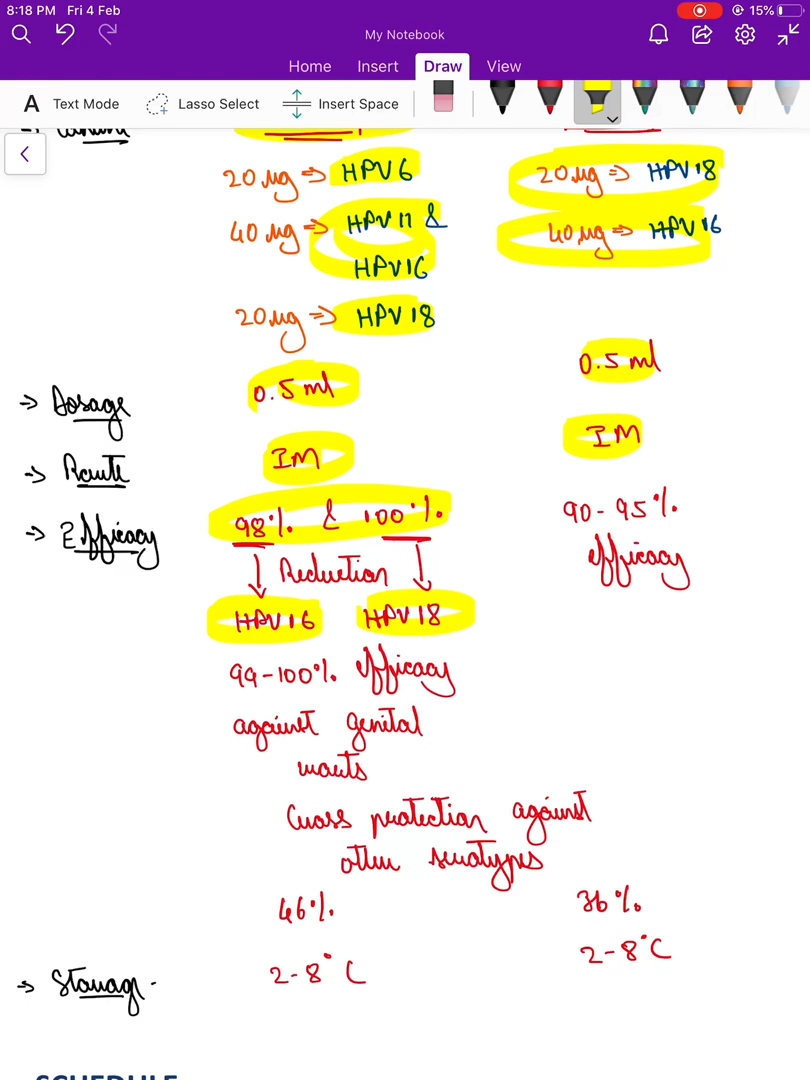 8:18 PM Fri 4 Feb
15%
My Notebook
Home Insert Draw View
A Text Mode Lasso Select Insert Space
20 µg ⇒ HPV 6
20 µg ⇒ HPV 18
40 µg ⇒ HPV 11 &
HPV 16
40 µg ⇒ HPV 16
20 µg ⇒ HPV 18
→ Dosage
0.5 ml
0.5 ml
→ Route
IM
IM
→ Efficacy
98% & 100%
90-95%
efficacy
↓ Reduction ↓
HPV 16 HPV 18
99-100% efficacy
against genital
warts
Cross protection against
other serotypes
46%
36%
→ Storage
2-8°C
2-8°C
SCHEDULE